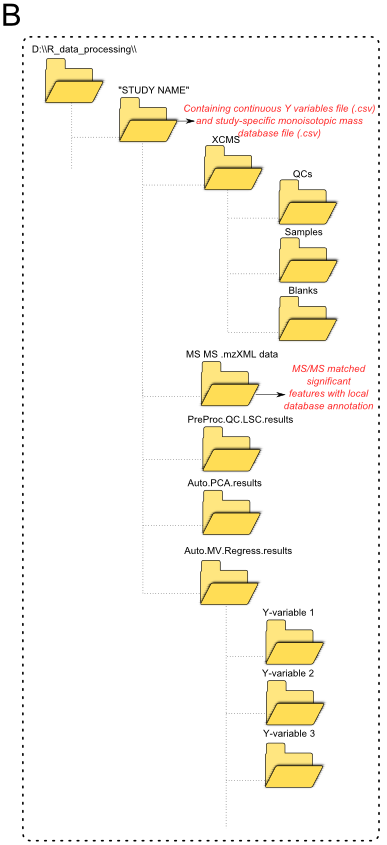 B
D:\\R_data_processing\\
"STUDY NAME"
Containing continuous Y variables file (.csv)
and study-specific monoisotopic mass
database file (.csv)
XCMS
QCs
Samples
Blanks
MS MS .mzXML data
MS/MS matched
significant
features with local
database annotation
PreProc.QC.LSC.results
Auto.PCA.results
Auto.MV.Regress.results
Y-variable 1
Y-variable 2
Y-variable 3